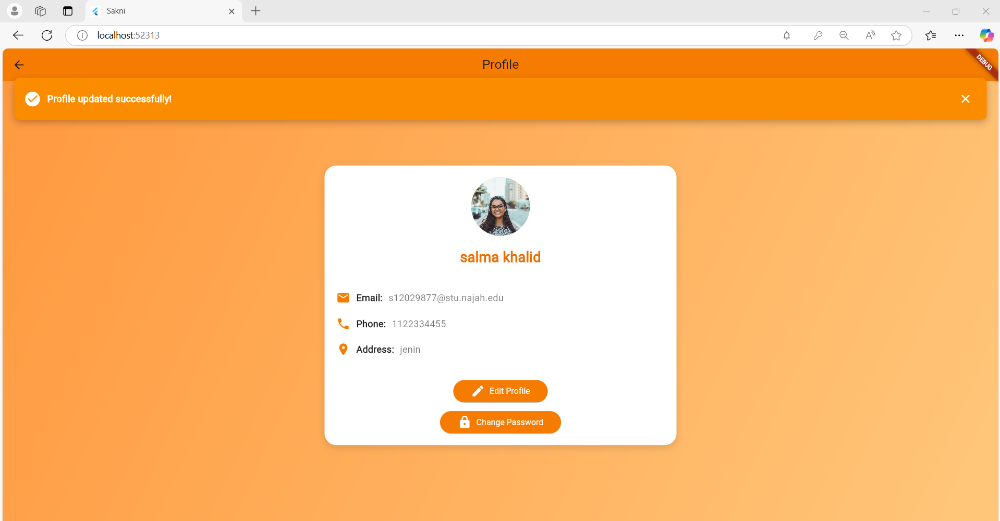 Sakni
localhost:52313
Profile
DEBUG
Profile updated successfully!
salma khalid
Email: s12029877@stu.najah.edu
Phone: 1122334455
Address: jenin
Edit Profile
Change Password